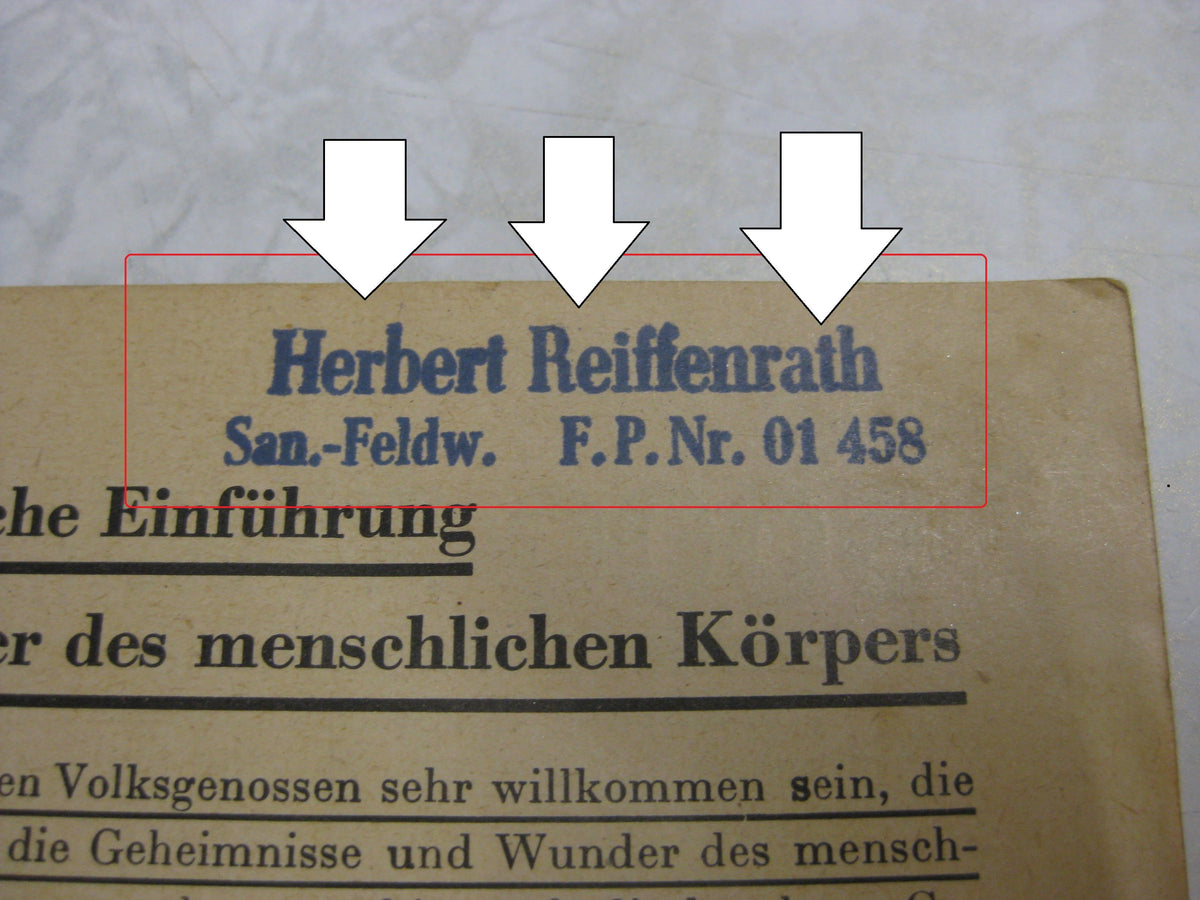 Herbert Reiffenrath
San.-Feldw. F.P.Nr. 01 458
che Einführung
er des menschlichen Körpers
en Volksgenossen sehr willkommen sein, die
die Geheimnisse und Wunder des mensch-